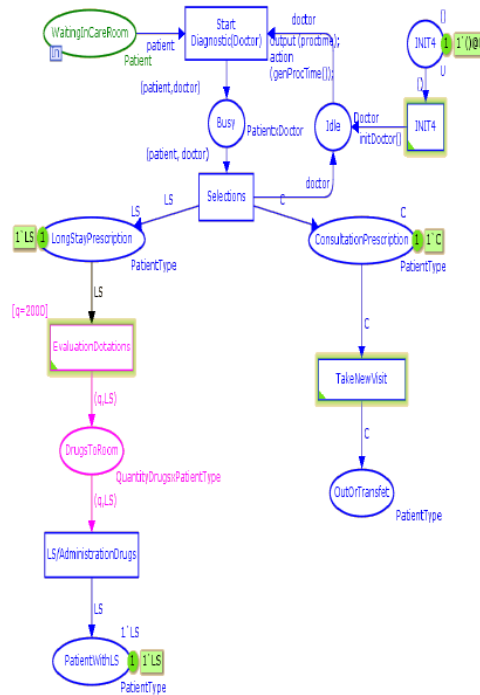 WaitingInCareRoom
In
Patient
patient
Start
Diagnostic(Doctor)
doctor
output (proctime);
action
(genProcTime());
()
INIT4
1
U
()
INIT4
Doctor
initDoctor()
Idle
(patient,doctor)
Busy
PatientxDoctor
(patient, doctor)
Selections
doctor
LS
LS
C
C
1`LS
1
LongStayPrescription
PatientType
ConsultationPrescription
1
1`C
PatientType
LS
C
[q=2000]
EvaluationDotations
TakeNewVisit
(q,LS)
C
DrugsToRoom
QuantityDrugsxPatientType
OutOrTransfet
PatientType
(q,LS)
LS/AdministrationDrugs
LS
1`LS
PatientWithLS
1
1`LS
PatientType